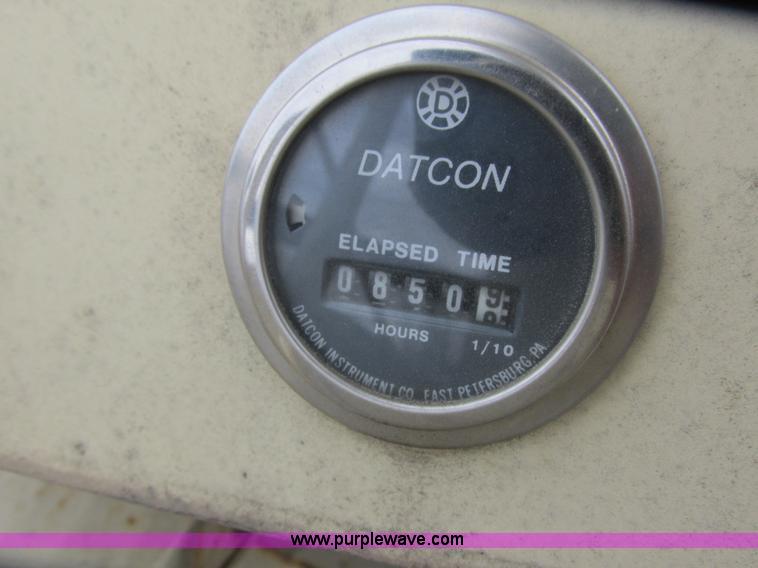 D
DATCON
ELAPSED TIME
0850
HOURS 1/10
DATCON INSTRUMENT CO. EAST PETERSBURG, PA.
www.purplewave.com